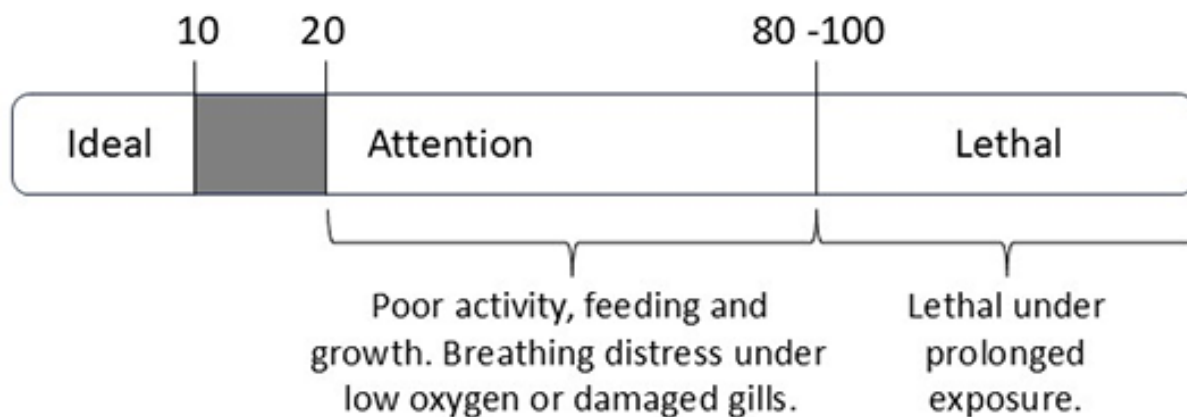 10 20 80 -100
Ideal Attention Lethal
Poor activity, feeding and
growth. Breathing distress under
low oxygen or damaged gills.
Lethal under
prolonged
exposure.